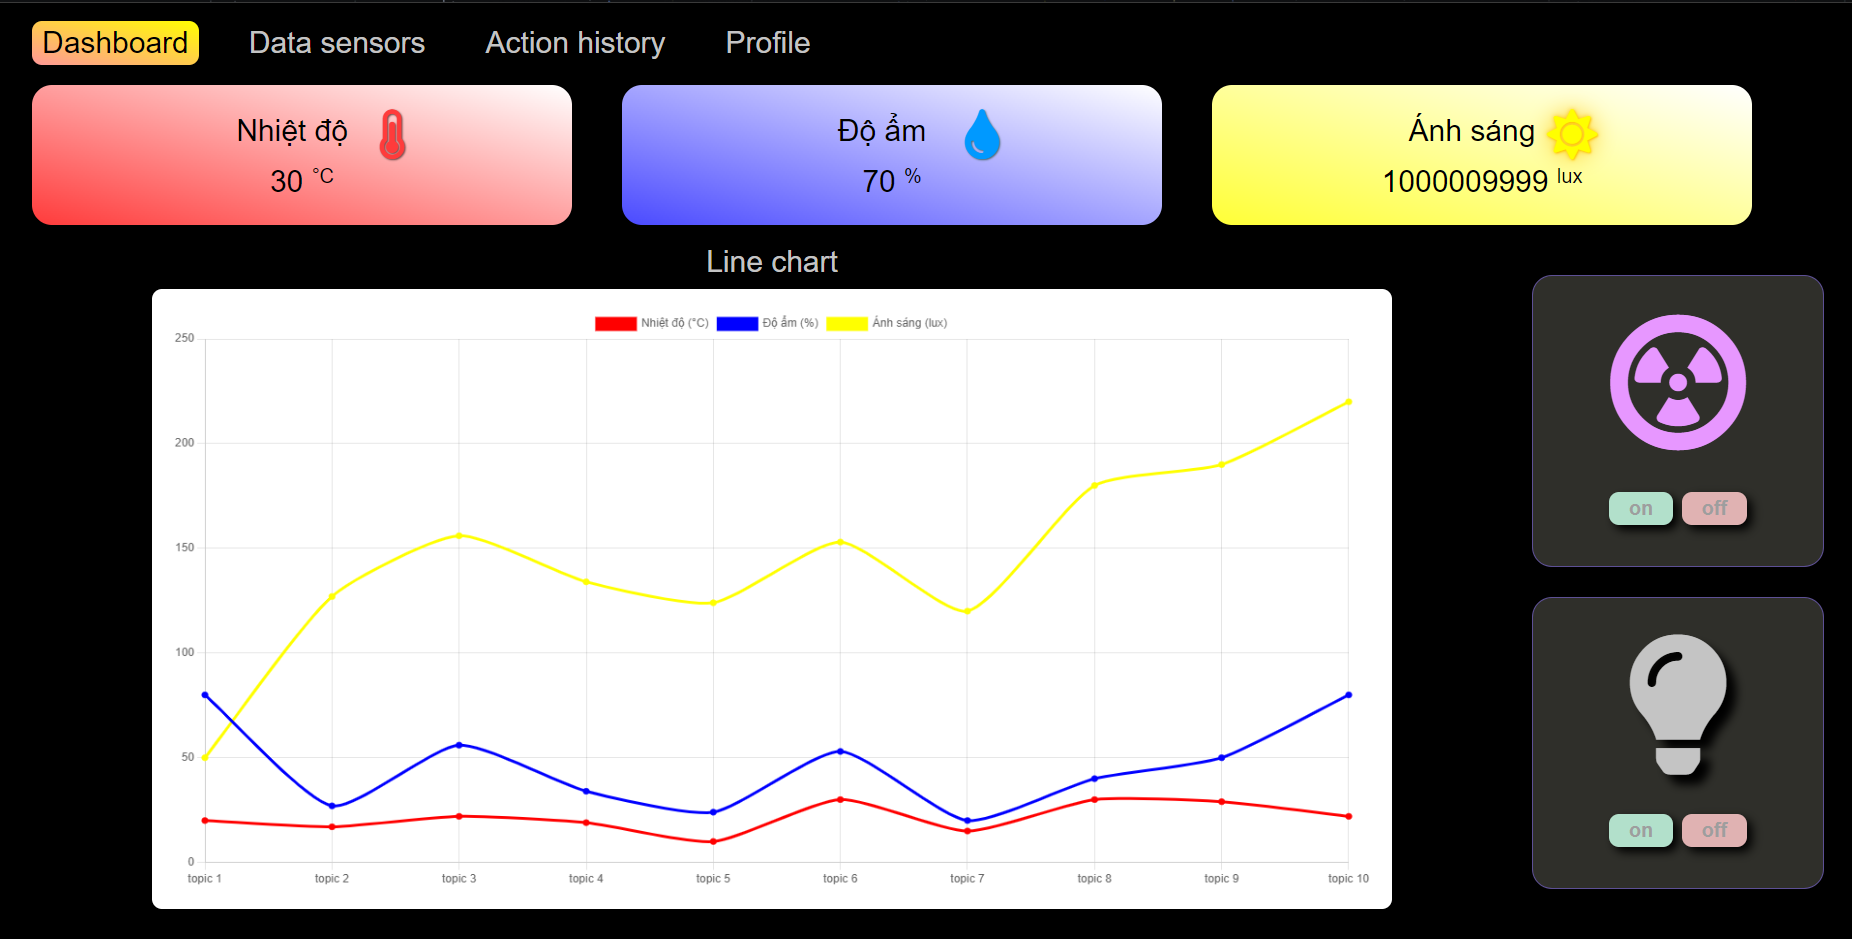 Dashboard Data sensors Action history Profile
Nhiệt độ
30 °C
Độ ẩm
70 %
Ánh sáng
1000009999 lux
Line chart
Nhiệt độ (°C) Độ ẩm (%) Ánh sáng (lux)
250
200
150
100
50
0
topic 1 topic 2 topic 3 topic 4 topic 5 topic 6 topic 7 topic 8 topic 9 topic 10
on off
on off